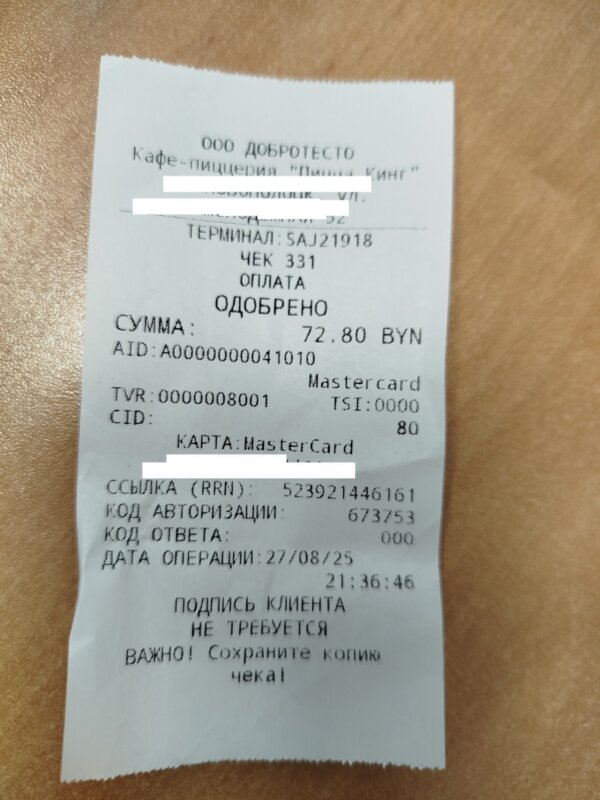 ООО ДОБРОТЕСТО
Кафе-пиццерия "Пицца Кинг"
ул.
52
ТЕРМИНАЛ:SAJ21918
ЧЕК 331
ОПЛАТА
ОДОБРЕНО
СУММА: 72.80 BYN
AID:A0000000041010
Mastercard
TVR:0000008001 TSI:0000
CID: 80
КАРТА:MasterCard
ССЫЛКА (RRN): 523921446161
КОД АВТОРИЗАЦИИ: 673753
КОД ОТВЕТА: 000
ДАТА ОПЕРАЦИИ:27/08/25
21:36:46
ПОДПИСЬ КЛИЕНТА
НЕ ТРЕБУЕТСЯ
ВАЖНО! Сохраните копию
чека!